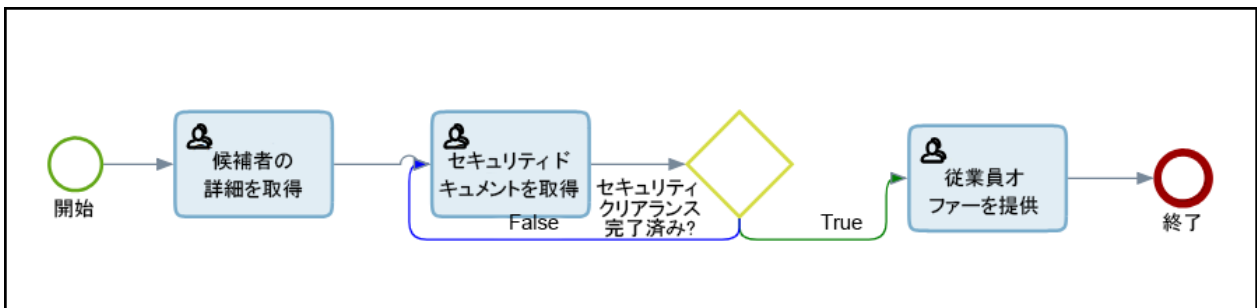 開始
候補者の
詳細を取得
セキュリティド
キュメントを取得
セキュリティ
クリアランス
完了済み?
False
True
従業員オ
ファーを提供
終了